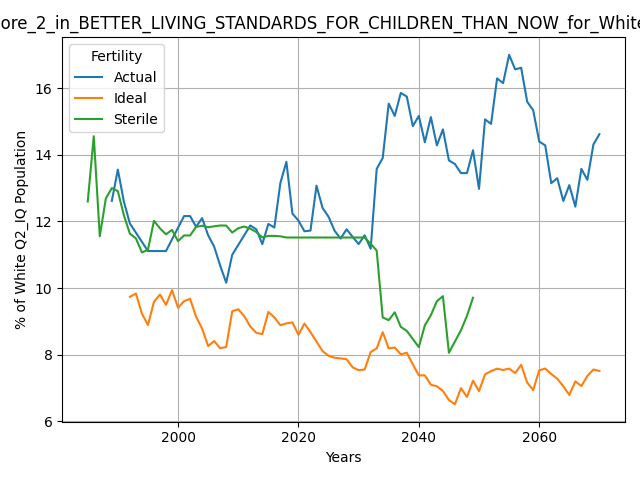 ore_2_in_BETTER_LIVING_STANDARDS_FOR_CHILDREN_THAN_NOW_for_White
Fertility
Actual
Ideal
Sterile
% of White Q2_IQ Population
16
14
12
10
8
6
2000
2020
2040
2060
Years